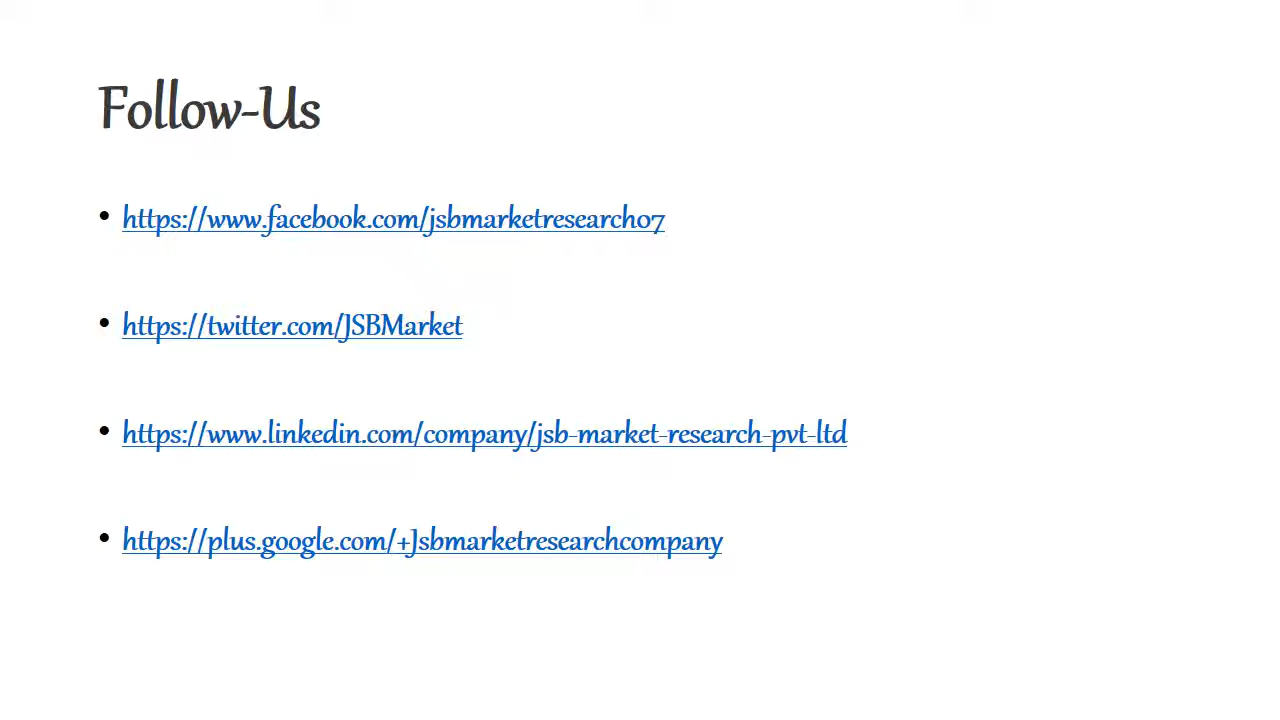 Follow-Us
• https://www.facebook.com/jsbmarketresearch07
• https://twitter.com/JSBMarket
• https://www.linkedin.com/company/jsb-market-research-pvt-ltd
• https://plus.google.com/+Jsbmarketresearchcompany